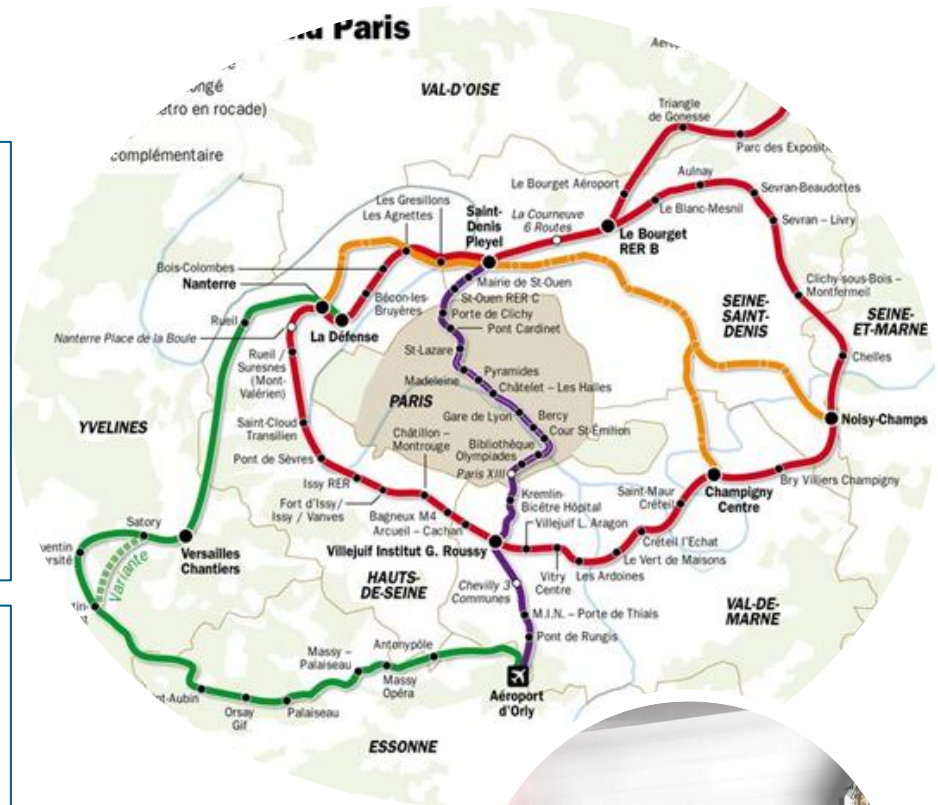 Paris
étro en rocade)
complémentaire
VAL-D'OISE
Triangle
de Gonesse
Parc des
Le Bourget Aéroport
Aulnay
Sevran-Beaudottes
Les Gresillons
Les Agnettes
Saint-
Denis
Pleyel
La Courneuve
6 Routes
Le Blanc-Mesnil
Sevran – Livry
Le Bourget
RER B
Bois-Colombes
Nanterre
Mairie de St-Ouen
Clichy-sous-Bois –
Montfermeil
Bécon-les-
Bruyères
St-Ouen RER C
Porte de Clichy
Pont Cardinet
SEINE-
SAINT-
DENIS
SEINE-
ET-MARNE
Rueil
Nanterre Place de la Boule
La Défense
St-Lazare
Chelles
Rueil /
Suresnes
(Mont-
Valérien)
Pyramides
Madeleine
Châtelet – Les Halles
PARIS
Gare de Lyon
Bercy
Cour St-Émilion
Noisy-Champs
YVELINES
Saint-Cloud
Transilien
Châtillon –
Montrouge
Bibliothèque
Olympiades
Pont de Sèvres
Paris XIII
Issy RER
Bry Villiers Champigny
Champigny
Centre
Fort d'Issy/
Issy / Vanves
Kremlin-
Bicêtre Hôpital
Saint-Maur
Créteil
Bagneux M4
Arcueil – Cachan
Villejuif L. Aragon
Créteil l'Echat
Satory
Versailles
Chantiers
Villejuif Institut G. Roussy
Le Vert de Maisons
Variante
Vitry
Centre
Les Ardoines
HAUTS-
DE-SEINE
Chevilly 3
Communes
VAL-DE-
MARNE
M.I.N. – Porte de Thiais
Pont de Rungis
Antonypôle
Massy –
Palaiseau
Massy
Opéra
Aéroport
d'Orly
nt-Aubin
Orsay
Gif
Palaiseau
ESSONNE